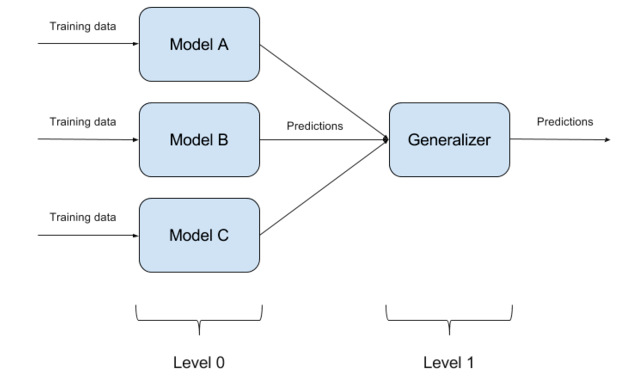 Training data
Model A
Training data
Model B
Predictions
Generalizer
Predictions
Training data
Model C
Level 0
Level 1